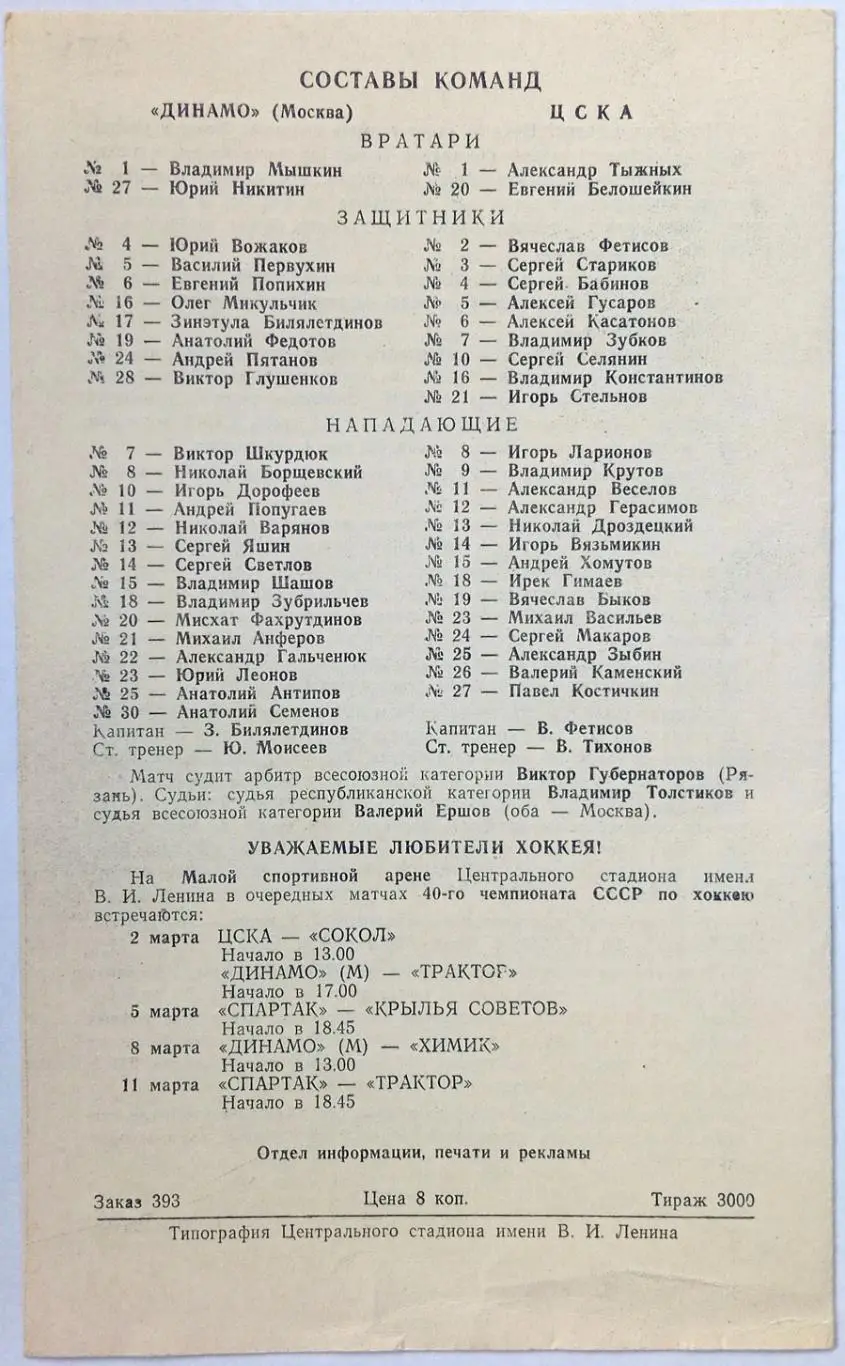 СОСТАВЫ КОМАНД
«ДИНАМО» (Москва) ЦСКА
ВРАТАРИ
№ 1 — Владимир Мышкин № 1 — Александр Тыжных
№ 27 — Юрий Никитин № 20 — Евгений Белошейкин
ЗАЩИТНИКИ
№ 4 — Юрий Вожаков № 2 — Вячеслав Фетисов
№ 5 — Василий Первухин № 3 — Сергей Стариков
№ 6 — Евгений Попихин № 4 — Сергей Бабинов
№ 16 — Олег Микульчик № 5 — Алексей Гусаров
№ 17 — Зинэтула Билялетдинов № 6 — Алексей Касатонов
№ 19 — Анатолий Федотов № 7 — Владимир Зубков
№ 24 — Андрей Пятанов № 10 — Сергей Селянин
№ 28 — Виктор Глушенков № 16 — Владимир Константинов
№ 21 — Игорь Стельнов
НАПАДАЮЩИЕ
№ 7 — Виктор Шкурдюк № 8 — Игорь Ларионов
№ 8 — Николай Борщевский № 9 — Владимир Крутов
№ 10 — Игорь Дорофеев № 11 — Александр Веселов
№ 11 — Андрей Попугаев № 12 — Александр Герасимов
№ 12 — Николай Варянов № 13 — Николай Дроздецкий
№ 13 — Сергей Яшин № 14 — Игорь Вязьмикин
№ 14 — Сергей Светлов № 15 — Андрей Хомутов
№ 15 — Владимир Шашов № 18 — Ирек Гимаев
№ 18 — Владимир Зубрильчев № 19 — Вячеслав Быков
№ 20 — Мисхат Фахрутдинов № 23 — Михаил Васильев
№ 21 — Михаил Анферов № 24 — Сергей Макаров
№ 22 — Александр Гальченюк № 25 — Александр Зыбин
№ 23 — Юрий Леонов № 26 — Валерий Каменский
№ 25 — Анатолий Антипов № 27 — Павел Костичкин
№ 30 — Анатолий Семенов
Капитан — З. Билялетдинов Капитан — В. Фетисов
Ст. тренер — Ю. Моисеев Ст. тренер — В. Тихонов
Матч судит арбитр всесоюзной категории Виктор Губернаторов (Ря-
зань). Судьи: судья республиканской категории Владимир Толстиков и
судья всесоюзной категории Валерий Ершов (оба — Москва).
УВАЖАЕМЫЕ ЛЮБИТЕЛИ ХОККЕЯ!
На Малой спортивной арене Центрального стадиона имени
В. И. Ленина в очередных матчах 40-го чемпионата СССР по хоккею
встречаются:
2 марта ЦСКА — «СОКОЛ»
Начало в 13.00
«ДИНАМО» (М) — «ТРАКТОР»
Начало в 17.00
5 марта «СПАРТАК» — «КРЫЛЬЯ СОВЕТОВ»
Начало в 18.45
8 марта «ДИНАМО» (М) — «ХИМИК»
Начало в 13.00
11 марта «СПАРТАК» — «ТРАКТОР»
Начало в 18.45
Отдел информации, печати и рекламы
Заказ 393 Цена 8 коп. Тираж 3000
Типография Центрального стадиона имени В. И. Ленина